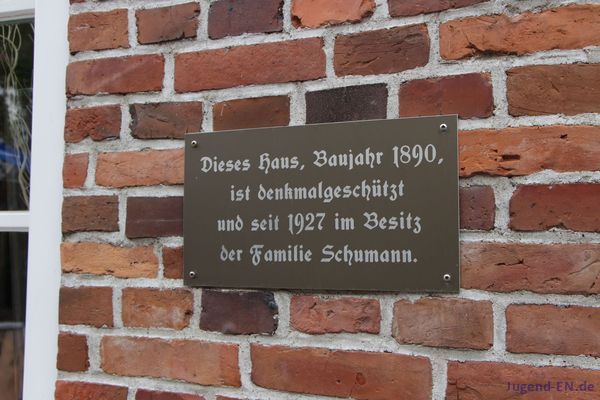 Dieses Haus, Baujahr 1890,
ist denkmalgeschützt
und seit 1927 im Besitz
der Familie Schumann.
Jugend-EN.de